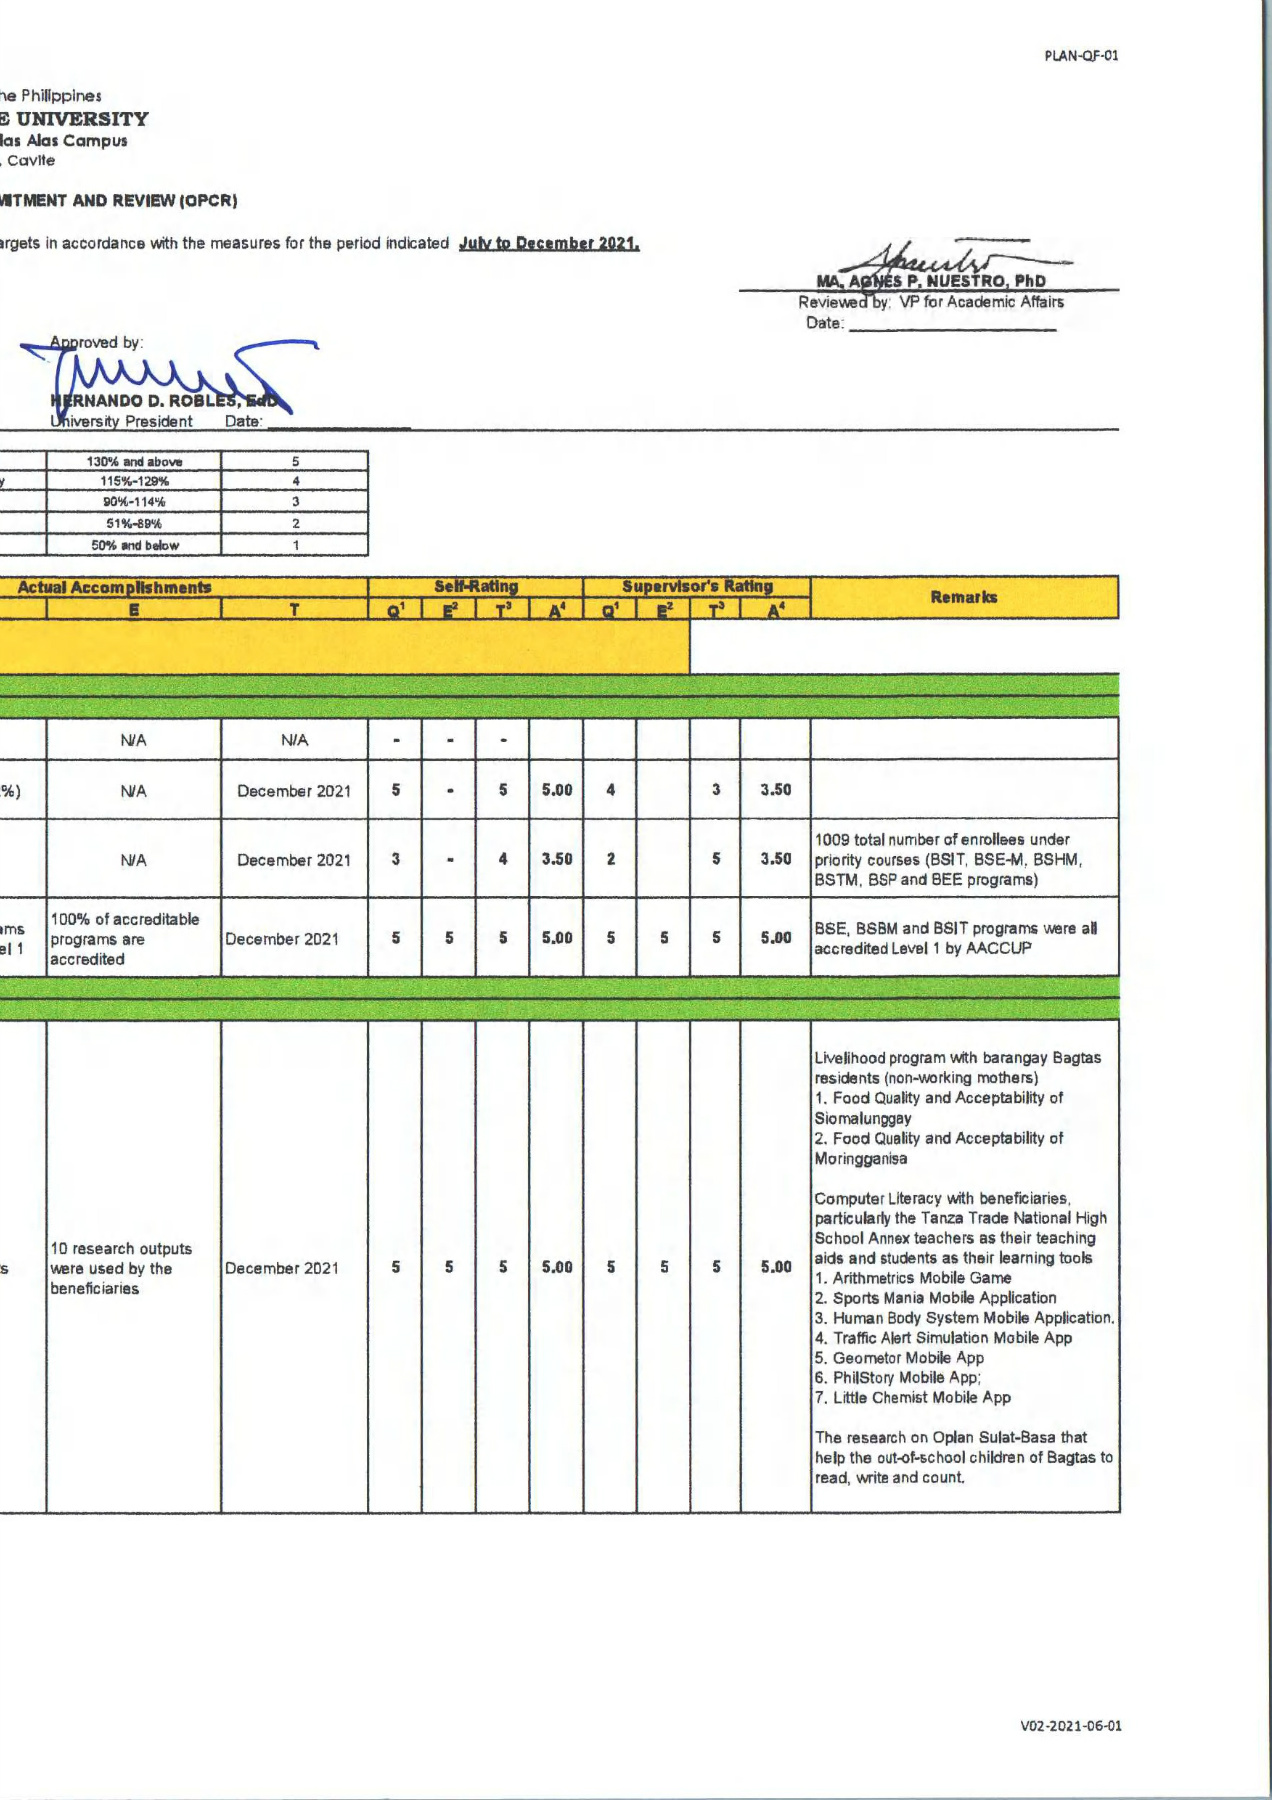 PLAN-QF-01
he Philippines
E UNIVERSITY
las Alas Campus
, Cavite
MITMENT AND REVIEW (OPCR)
argets in accordance with the measures for the period indicated July to December 2021.
MA. AGNES P. NUESTRO, PhD
Reviewed by: VP for Academic Affairs
Date:
Approved by:
HERNANDO D. ROBLES, EdD
University President Date:
130% and above 5
y 115%-129% 4
90%-114% 3
51%-89% 2
50% and below 1
Actual Accomplishments Self-Rating Supervisor's Rating Remarks
E T Q¹ E² T³ A⁴ Q¹ E² T³ A⁴
N/A N/A - - -
%) N/A December 2021 5 - 5 5.00 4 3 3.50
N/A December 2021 3 - 4 3.50 2 5 3.50
1009 total number of enrollees under
priority courses (BSIT, BSE-M, BSHM,
BSTM, BSP and BEE programs)
ams
el 1
100% of accreditable
programs are
accredited
December 2021 5 5 5 5.00 5 5 5 5.00
BSE, BSBM and BSIT programs were all
accredited Level 1 by AACCUP
s
10 research outputs
were used by the
beneficiaries
December 2021 5 5 5 5.00 5 5 5 5.00
Livelihood program with barangay Bagtas
residents (non-working mothers)
1. Food Quality and Acceptability of
Siomalunggay
2. Food Quality and Acceptability of
Moringganisa
Computer Literacy with beneficiaries,
particularly the Tanza Trade National High
School Annex teachers as their teaching
aids and students as their learning tools
1. Arithmetrics Mobile Game
2. Sports Mania Mobile Application
3. Human Body System Mobile Application.
4. Traffic Alert Simulation Mobile App
5. Geometor Mobile App
6. PhilStory Mobile App;
7. Little Chemist Mobile App
The research on Oplan Sulat-Basa that
help the out-of-school children of Bagtas to
read, write and count.
V02-2021-06-01